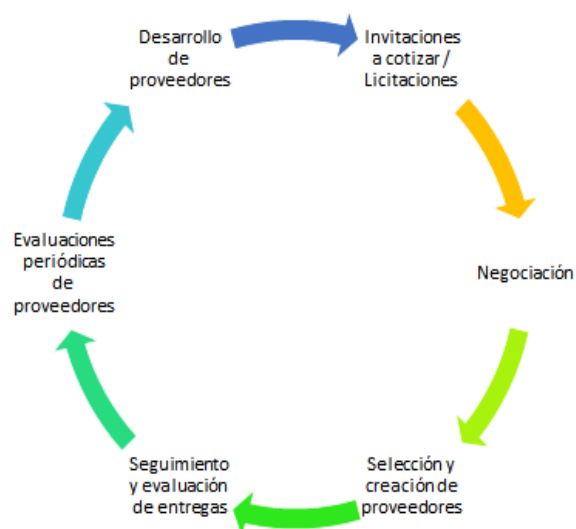 Desarrollo
de
proveedores
Invitaciones
a cotizar/
Licitaciones
Negociación
Selección y
creación de
proveedores
Seguimiento
y evaluación
de entregas
Evaluaciones
periódicas
de
proveedores